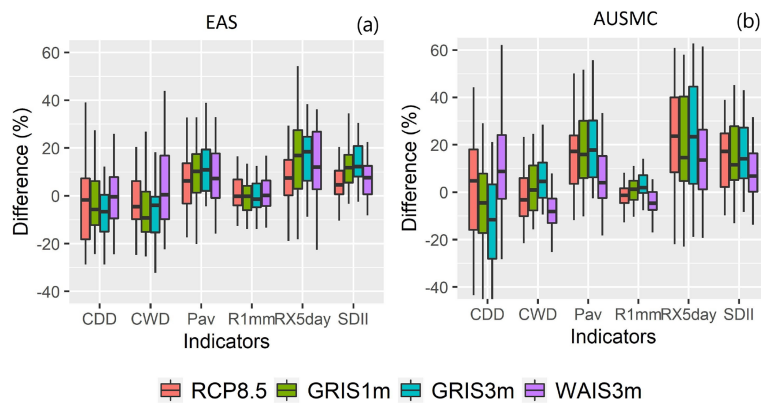 EAS
(a)
Difference (%)
60
40
20
0
-20
-40
CDD CWD Pav R1mm RX5day SDII
Indicators
AUSMC
(b)
Difference (%)
60
40
20
0
-20
-40
CDD CWD Pav R1mm RX5day SDII
Indicators
RCP8.5 GRIS1m GRIS3m WAIS3m